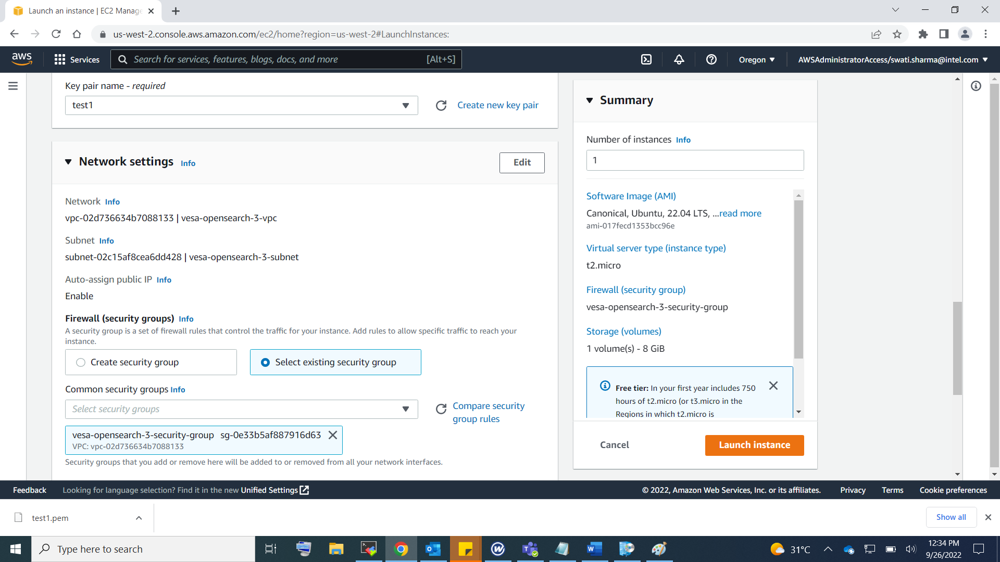 Launch an instance | EC2 Manage
us-west-2.console.aws.amazon.com/ec2/home?region=us-west-2#LaunchInstances:
aws
Services
Search for services, features, blogs, docs, and more
[Alt+S]
Oregon
AWSAdministratorAccess/swati.sharma@intel.com
Key pair name - required
test1
Create new key pair
Network settings Info
Edit
Network Info
vpc-02d736634b7088133 | vesa-opensearch-3-vpc
Subnet Info
subnet-02c15af8cea6dd428 | vesa-opensearch-3-subnet
Auto-assign public IP Info
Enable
Firewall (security groups) Info
A security group is a set of firewall rules that control the traffic for your instance. Add rules to allow specific traffic to reach your
instance.
Create security group
Select existing security group
Common security groups Info
Select security groups
Compare security
group rules
vesa-opensearch-3-security-group sg-0e33b5af887916d63
VPC: vpc-02d736634b7088133
Security groups that you add or remove here will be added to or removed from all your network interfaces.
Summary
Number of instances Info
1
Software Image (AMI)
Canonical, Ubuntu, 22.04 LTS, ...read more
ami-017fecd1353bcc96e
Virtual server type (instance type)
t2.micro
Firewall (security group)
vesa-opensearch-3-security-group
Storage (volumes)
1 volume(s) - 8 GiB
Free tier: In your first year includes 750
hours of t2.micro (or t3.micro in the
Regions in which t2.micro is
Cancel
Launch instance
Feedback
Looking for language selection? Find it in the new Unified Settings
© 2022, Amazon Web Services, Inc. or its affiliates.
Privacy
Terms
Cookie preferences
test1.pem
Show all
Type here to search
31°C
12:34 PM
9/26/2022